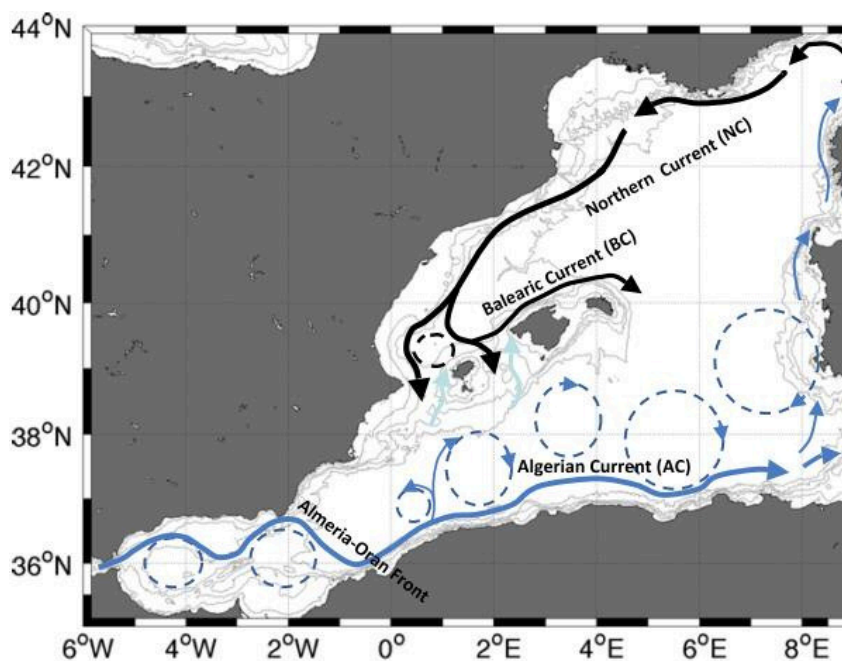 44°N
42°N
40°N
38°N
36°N
Northern Current (NC)
Balearic Current (BC)
Algerian Current (AC)
Almeria-Oran Front
6°W
4°W
2°W
0°
2°E
4°E
6°E
8°E